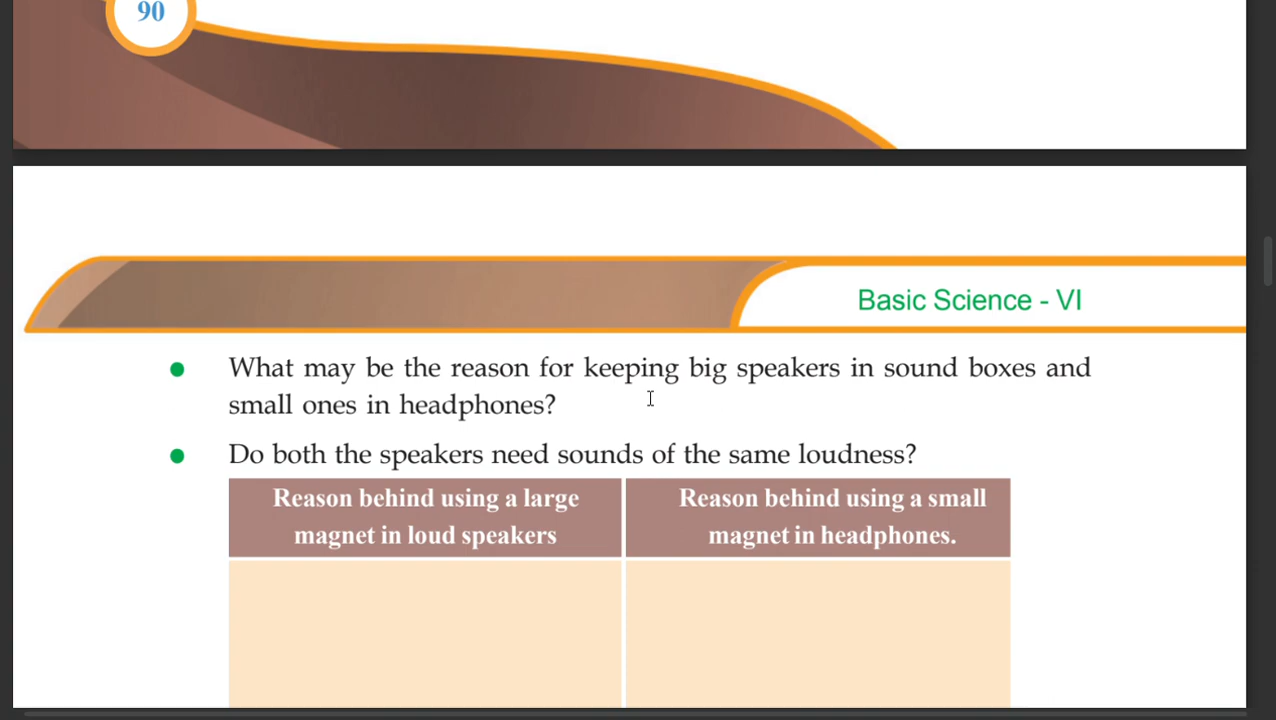 90
Basic Science - VI
What may be the reason for keeping big speakers in sound boxes and
small ones in headphones?
Do both the speakers need sounds of the same loudness?
Reason behind using a large
magnet in loud speakers
Reason behind using a small
magnet in headphones.